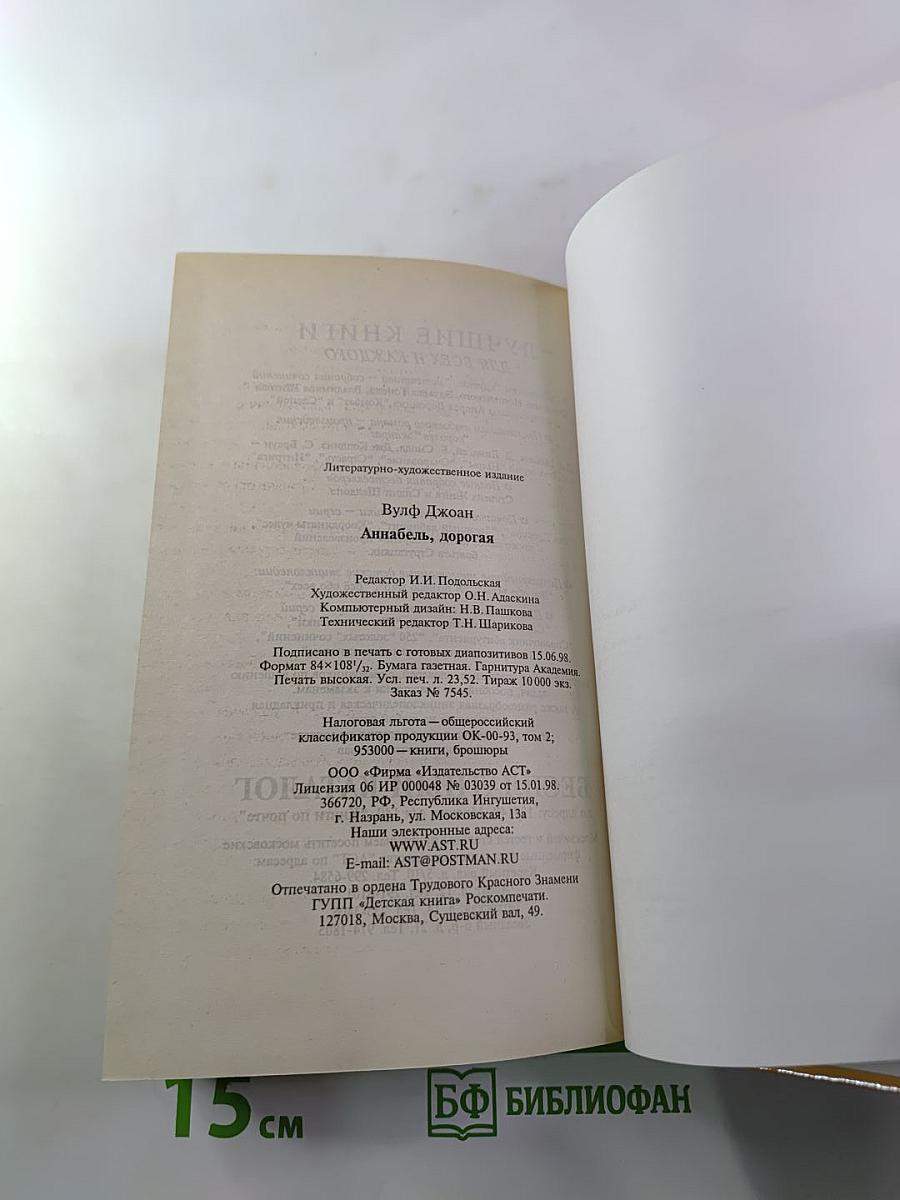 Литературно-художественное издание
Вулф Джоан
Аннабель, дорогая
Редактор И.И. Подольская
Художественный редактор О.Н. Адаскина
Компьютерный дизайн: Н.В. Пашкова
Технический редактор Т.Н. Шарикова
Подписано в печать с готовых диапозитивов 15.06.98.
Формат 84×108¹/₃₂. Бумага газетная. Гарнитура Академия.
Печать высокая. Усл. печ. л. 23,52. Тираж 10 000 экз.
Заказ № 7545.
Налоговая льгота — общероссийский
классификатор продукции ОК-00-93, том 2;
953000 — книги, брошюры
ООО «Фирма «Издательство АСТ»
Лицензия 06 ИР 000048 № 03039 от 15.01.98.
366720, РФ, Республика Ингушетия,
г. Назрань, ул. Московская, 13а
Наши электронные адреса:
WWW.AST.RU
E-mail: AST@POSTMAN.RU
Отпечатано в ордена Трудового Красного Знамени
ГУПП «Детская книга» Роскомпечати.
127018, Москва, Сущевский вал, 49.
15 см
БФ БИБЛИОФАН